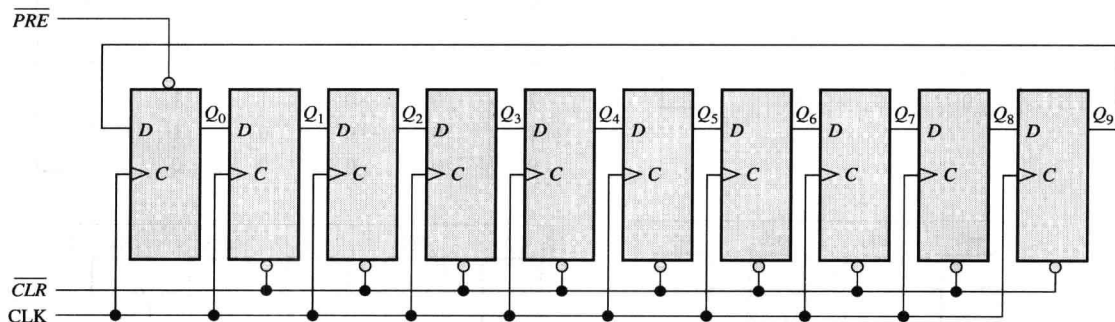 PRE
Q0 Q1 Q2 Q3 Q4 Q5 Q6 Q7 Q8 Q9
D D D D D D D D D D
C C C C C C C C C C
CLR
CLK